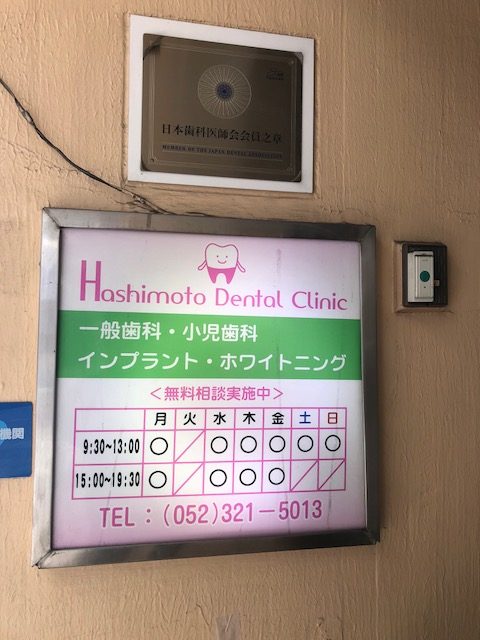 日本歯科医師会会員之章
MEMBER OF THE JAPAN DENTAL ASSOCIATION
Hashimoto Dental Clinic
一般歯科・小児歯科
インプラント・ホワイトニング
＜無料相談実施中＞
月 火 水 木 金 土 日
9:30~13:00 ○ ／ ○ ○ ○ ○ ○
15:00~19:30 ○ ／ ○ ○ ○ ／ ／
TEL：(052)321－5013
機関